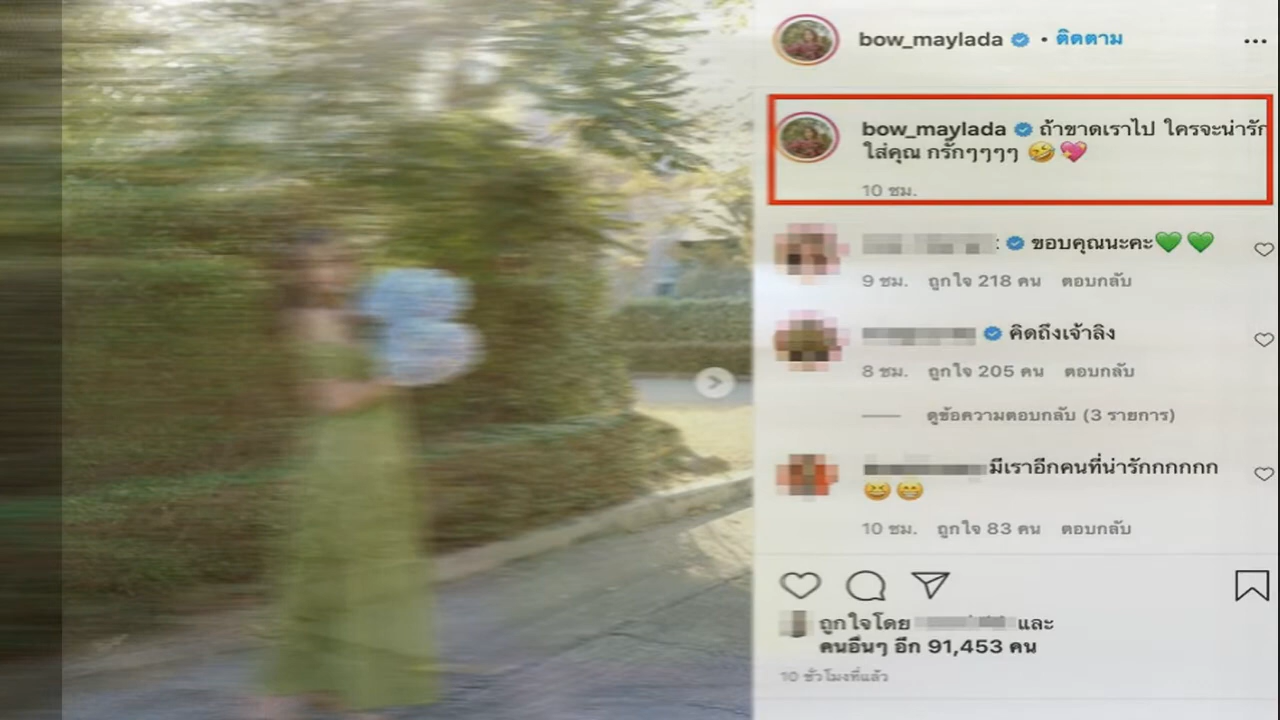 bow_maylada • ติดตาม
bow_maylada ถ้าขาดเราไป ใครจะน่ารัก
ใส่คุณ กรั๊กๆๆๆๆ 🤣💖
10 ชม.
ขอบคุณนะคะ💚💚
9 ชม. ถูกใจ 218 คน ตอบกลับ
คิดถึงเจ้าลิง
8 ชม. ถูกใจ 205 คน ตอบกลับ
ดูข้อความตอบกลับ (3 รายการ)
มีเราอีกคนที่น่ารักกกกกก
😆😁
10 ชม. ถูกใจ 83 คน ตอบกลับ
ถูกใจโดย และ
คนอื่นๆ อีก 91,453 คน
10 ชั่วโมงที่แล้ว